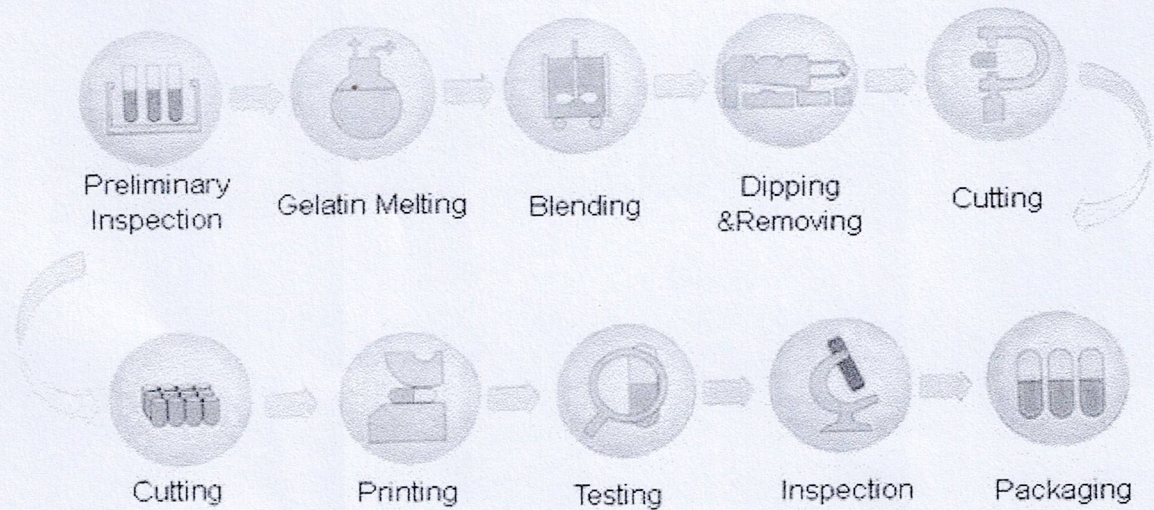 Preliminary
Inspection
Gelatin Melting
Blending
Dipping
&Removing
Cutting
Cutting
Printing
Testing
Inspection
Packaging